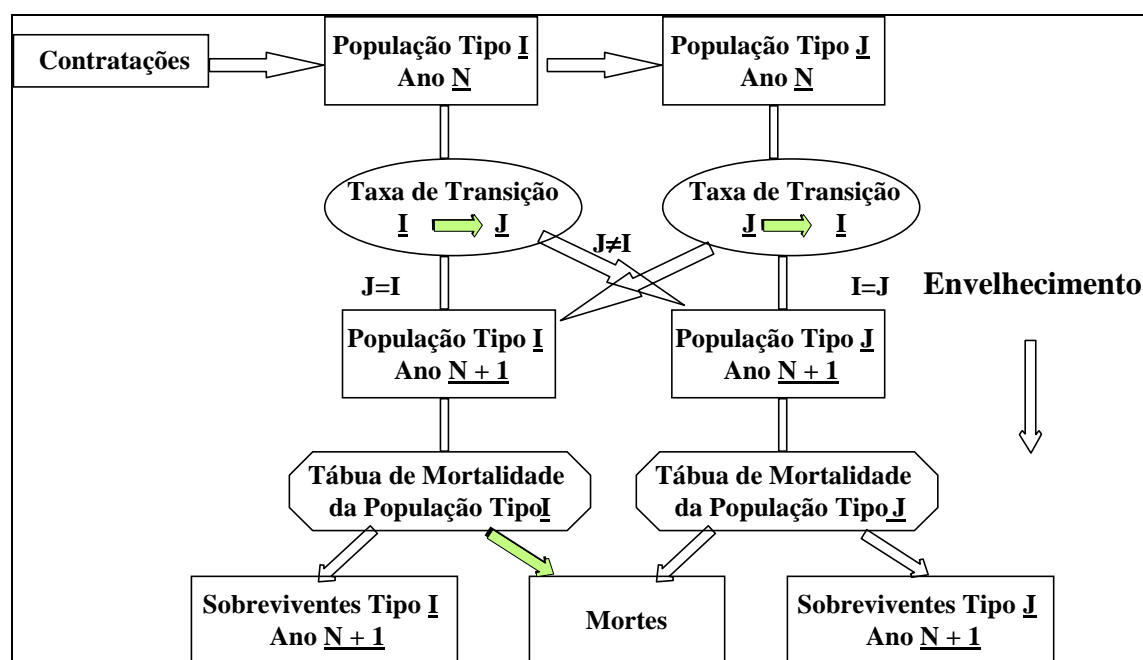 Contratações
População Tipo I
Ano N
População Tipo J
Ano N
Taxa de Transição
I J
Taxa de Transição
J I
J≠I
J=I
I=J
Envelhecimento
População Tipo I
Ano N + 1
População Tipo J
Ano N + 1
Tábua de Mortalidade
da População TipoI
Tábua de Mortalidade
da População Tipo J
Sobreviventes Tipo I
Ano N + 1
Mortes
Sobreviventes Tipo J
Ano N + 1